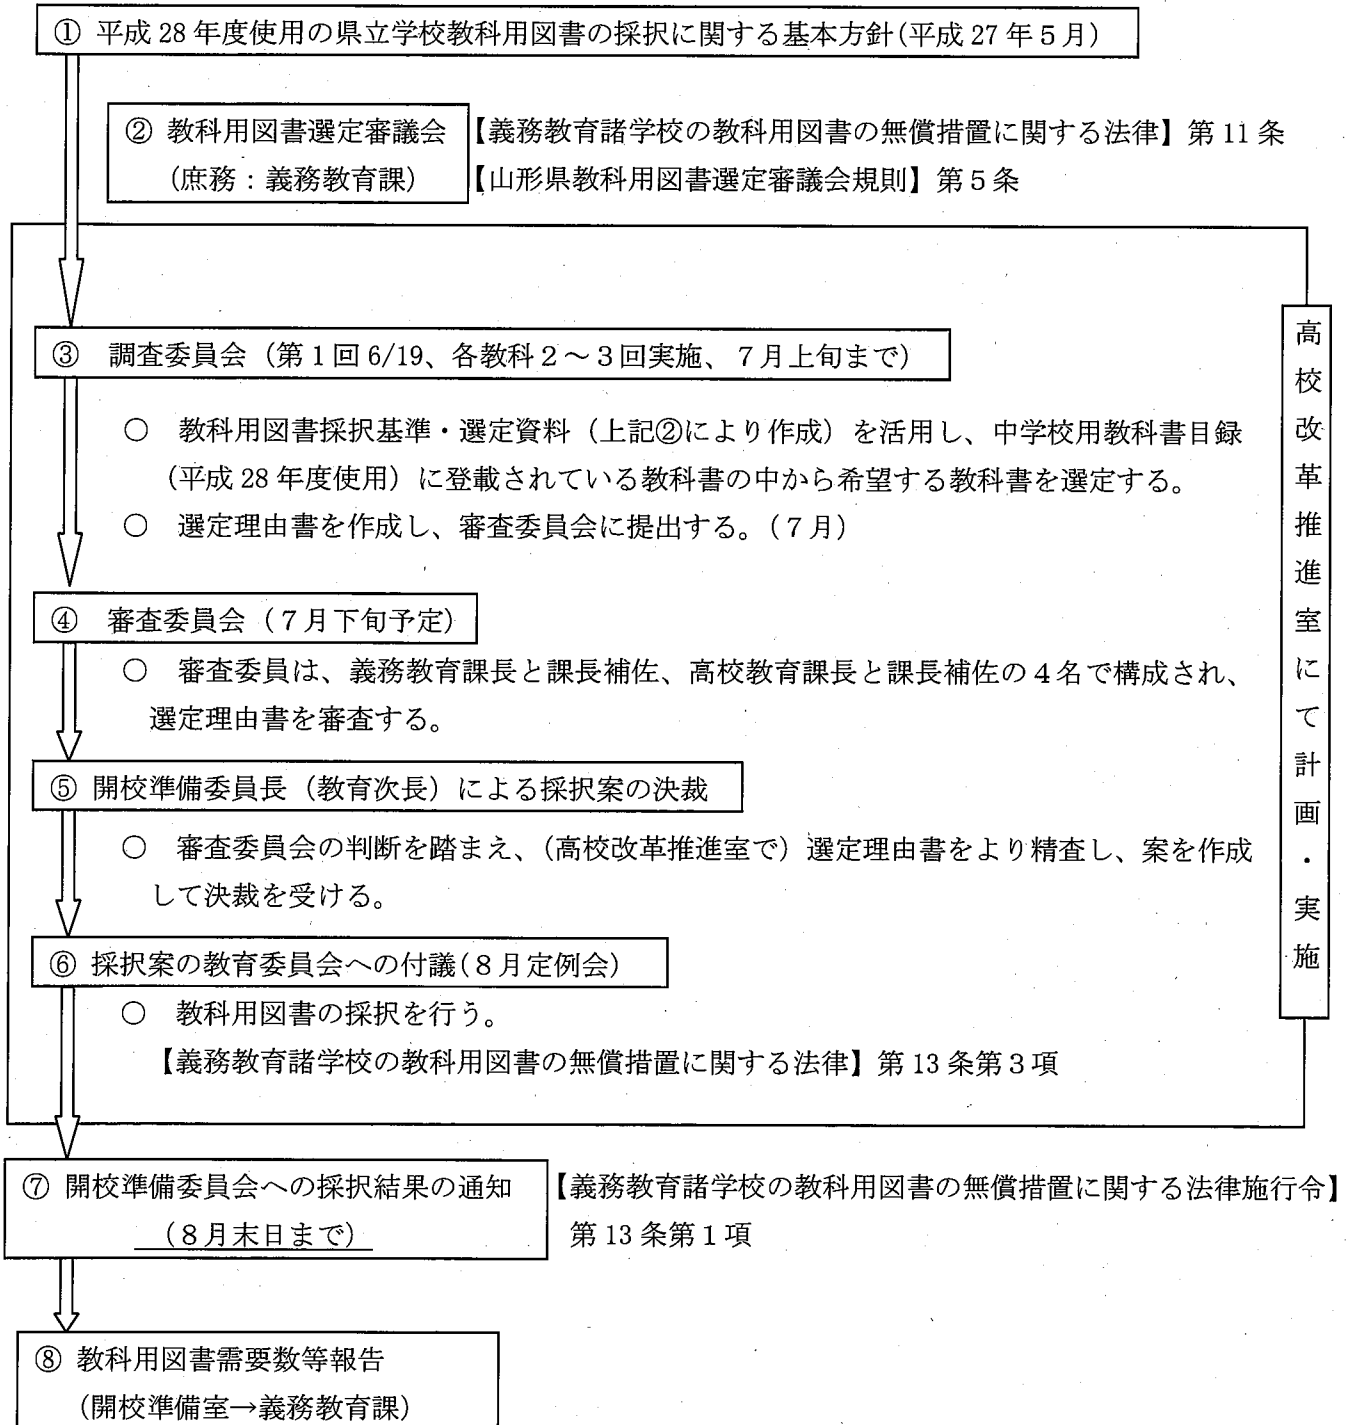 ① 平成28年度使用の県立学校教科用図書の採択に関する基本方針(平成27年5月)
② 教科用図書選定審議会
(庶務：義務教育課)
【義務教育諸学校の教科用図書の無償措置に関する法律】第11条
【山形県教科用図書選定審議会規則】第5条
③ 調査委員会（第1回6/19、各教科2～3回実施、7月上旬まで）
○ 教科用図書採択基準・選定資料（上記②により作成）を活用し、中学校用教科書目録
（平成28年度使用）に登載されている教科書の中から希望する教科書を選定する。
○ 選定理由書を作成し、審査委員会に提出する。（7月）
④ 審査委員会（7月下旬予定）
○ 審査委員は、義務教育課長と課長補佐、高校教育課長と課長補佐の4名で構成され、
選定理由書を審査する。
⑤ 開校準備委員長（教育次長）による採択案の決裁
○ 審査委員会の判断を踏まえ、（高校改革推進室で）選定理由書をより精査し、案を作成
して決裁を受ける。
⑥ 採択案の教育委員会への付議(8月定例会)
○ 教科用図書の採択を行う。
【義務教育諸学校の教科用図書の無償措置に関する法律】第13条第3項
高校改革推進室にて計画・実施
⑦ 開校準備委員会への採択結果の通知
（8月末日まで）
【義務教育諸学校の教科用図書の無償措置に関する法律施行令】
第13条第1項
⑧ 教科用図書需要数等報告
(開校準備室→義務教育課)